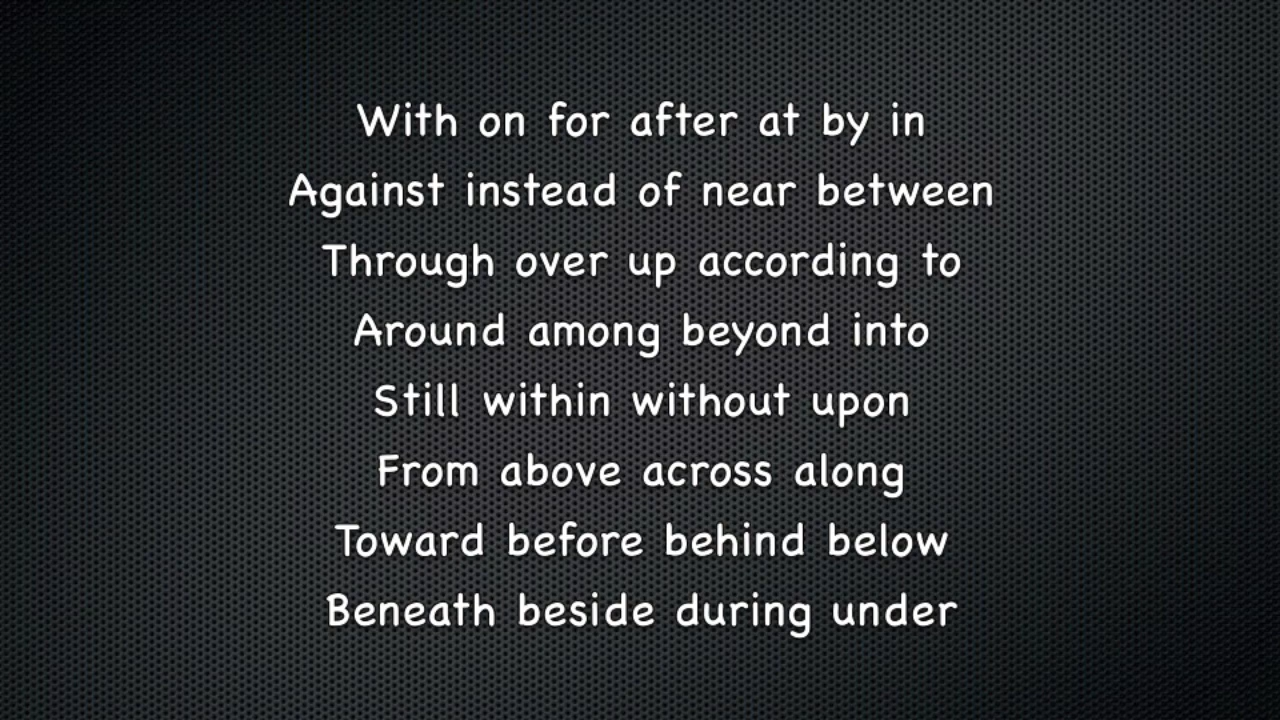 With on for after at by in
Against instead of near between
Through over up according to
Around among beyond into
Still within without upon
From above across along
Toward before behind below
Beneath beside during under